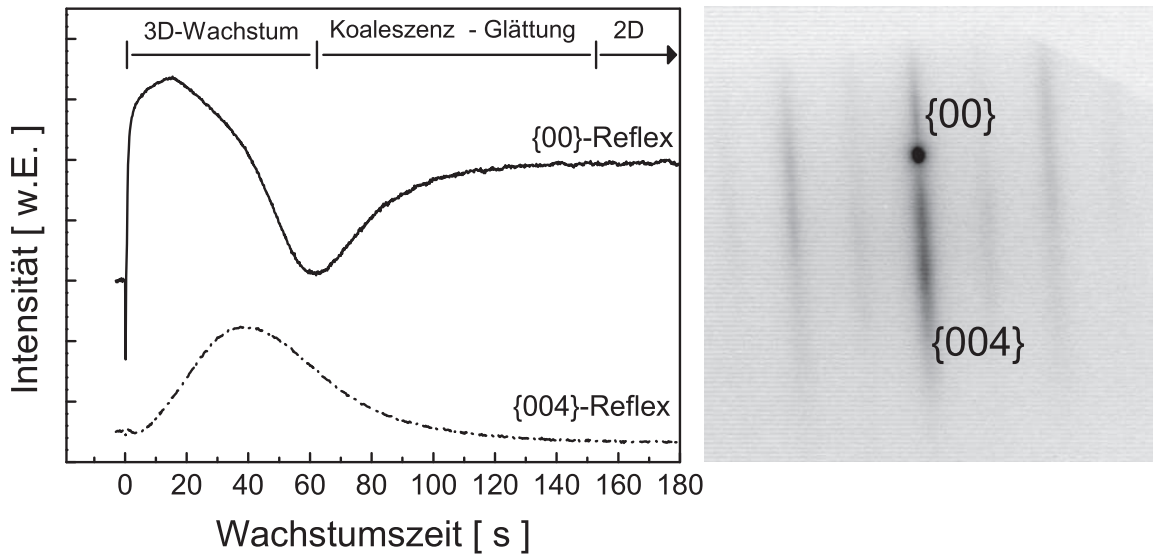 3D-Wachstum
Koaleszenz - Glättung
2D
{00}-Reflex
{004}-Reflex
Intensität [ w.E. ]
0 20 40 60 80 100 120 140 160 180
Wachstumszeit [ s ]
{00}
{004}